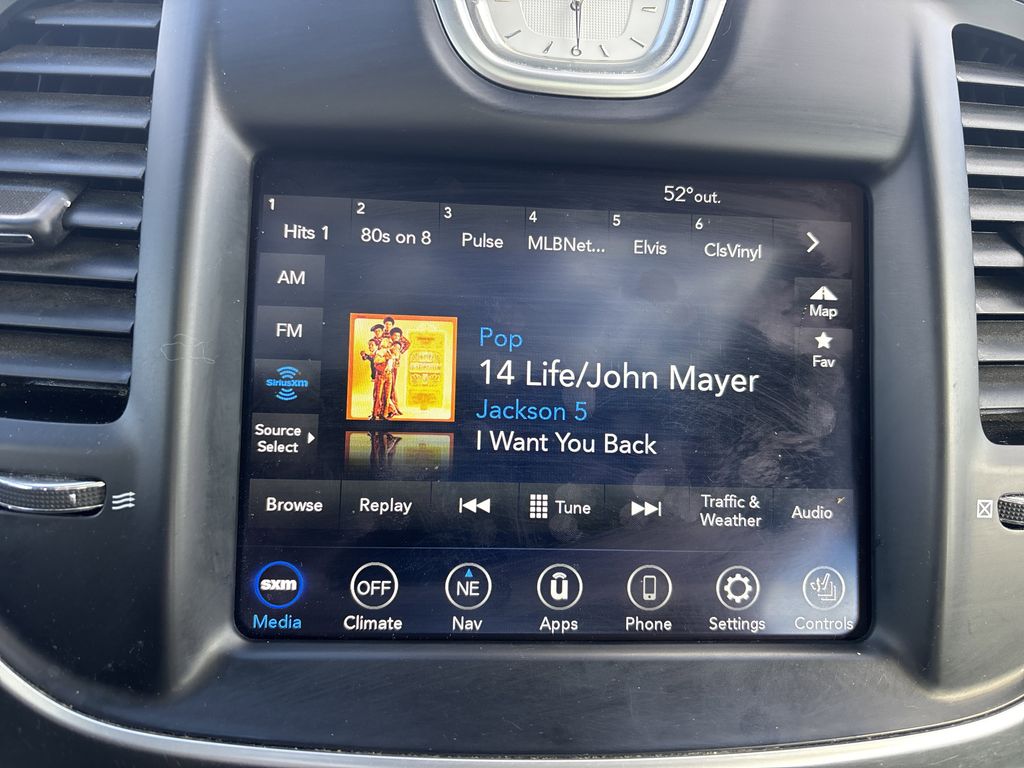 6
52° out.
1 2 3 4 5 6
Hits 1 80s on 8 Pulse MLBNet... Elvis ClsVinyl
AM
Map
FM
Fav
SiriusXM
Source
Select
Pop
14 Life/John Mayer
Jackson 5
I Want You Back
Browse Replay Tune Traffic &
Weather Audio
sxm OFF NE u
Media Climate Nav Apps Phone Settings Controls